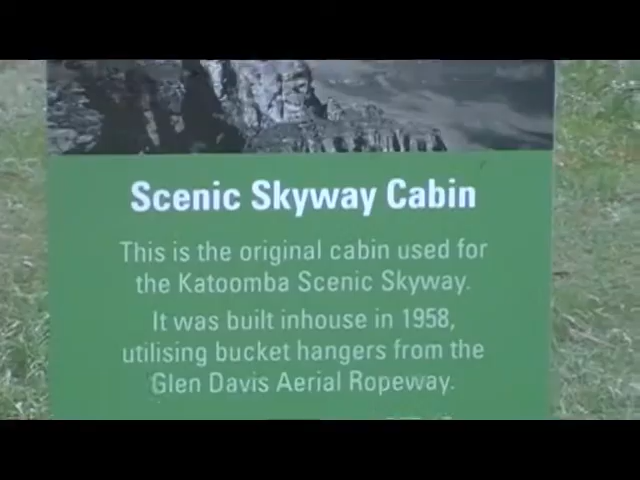 Scenic Skyway Cabin
This is the original cabin used for
the Katoomba Scenic Skyway.
It was built inhouse in 1958,
utilising bucket hangers from the
Glen Davis Aerial Ropeway.